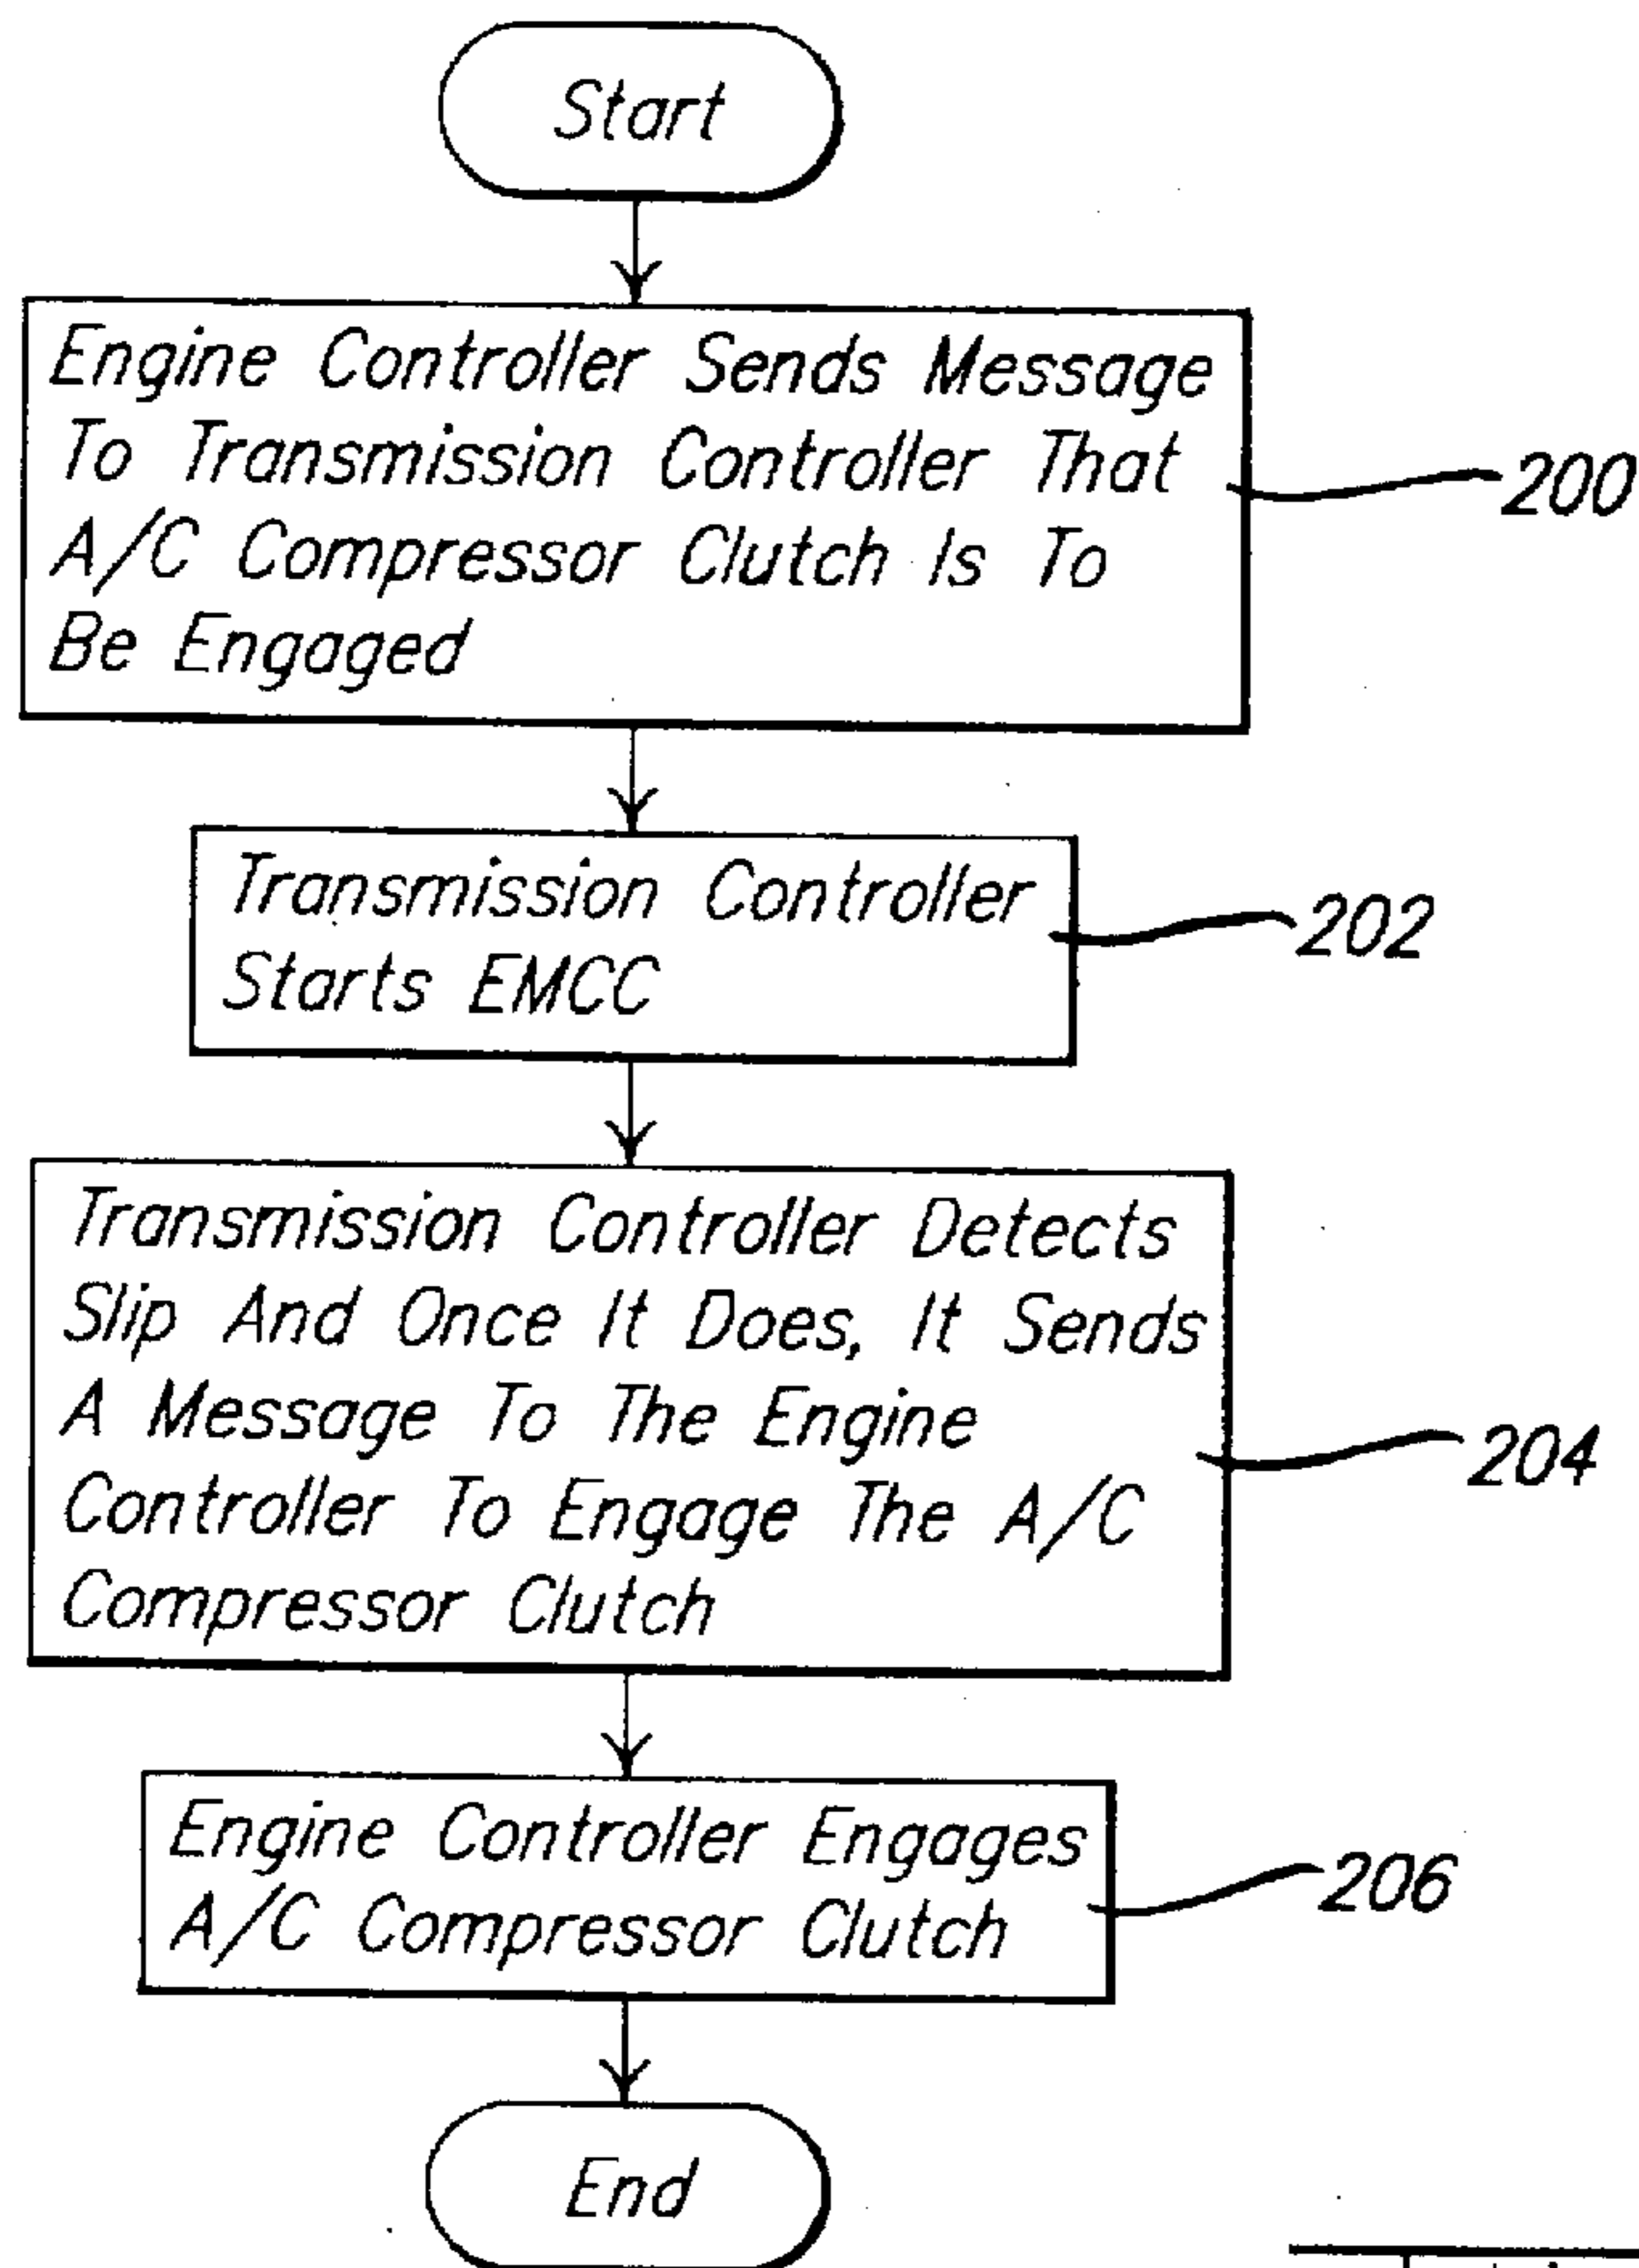 Start
Engine Controller Sends Message
To Transmission Controller That
A/C Compressor Clutch Is To
Be Engaged
200
Transmission Controller
Starts EMCC
202
Transmission Controller Detects
Slip And Once It Does, It Sends
A Message To The Engine
Controller To Engage The A/C
Compressor Clutch
204
Engine Controller Engages
A/C Compressor Clutch
206
End